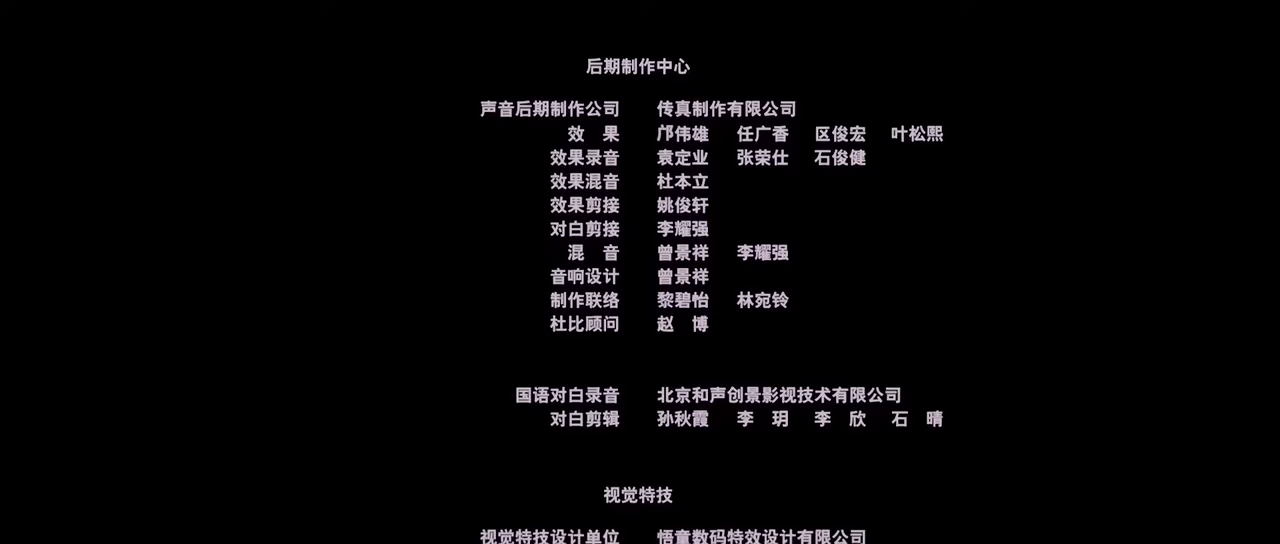 后期制作中心
声音后期制作公司 传真制作有限公司
效 果 邝伟雄 任广香 区俊宏 叶松熙
效果录音 袁定业 张荣仕 石俊健
效果混音 杜本立
效果剪接 姚俊轩
对白剪接 李耀强
混 音 曾景祥 李耀强
音响设计 曾景祥
制作联络 黎碧怡 林宛铃
杜比顾问 赵 博
国语对白录音 北京和声创景影视技术有限公司
对白剪辑 孙秋霞 李 玥 李 欣 石 晴
视觉特技
视觉特技设计单位 悟童数码特效设计有限公司